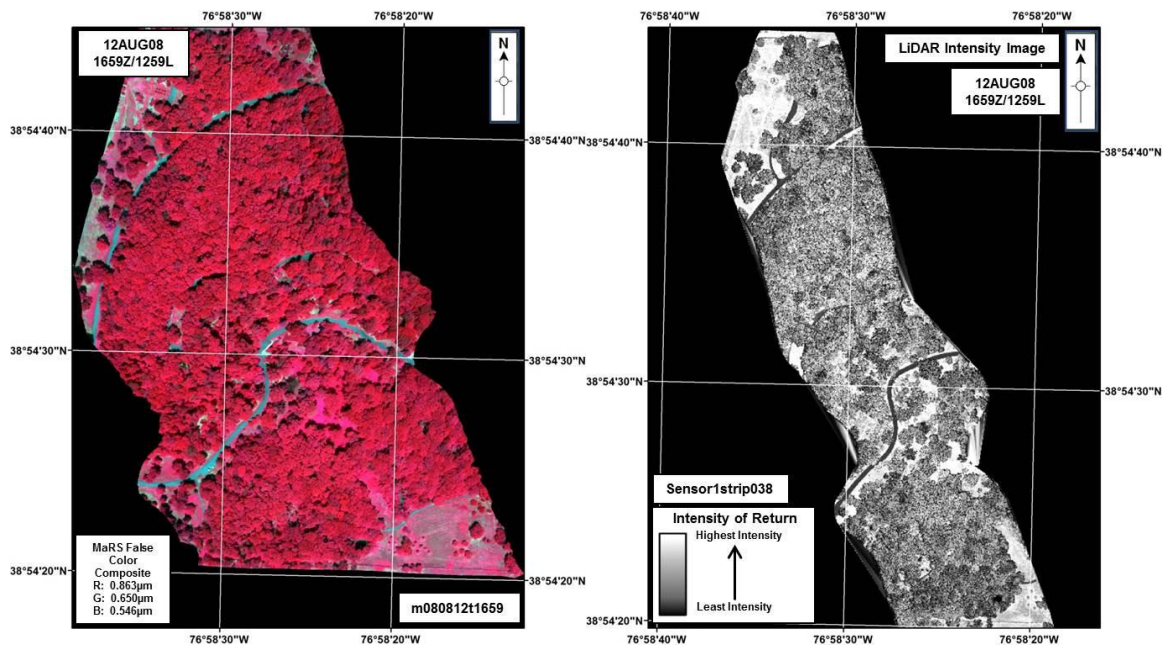 76°58'30"W
76°58'20"W
12AUG08
1659Z/1259L
N
38°54'40"N
38°54'40"N
38°54'30"N
38°54'30"N
38°54'20"N
38°54'20"N
MaRS False
Color
Composite
R: 0.863µm
G: 0.650µm
B: 0.546µm
m080812t1659
76°58'30"W
76°58'20"W
76°58'40"W
76°58'30"W
76°58'20"W
LiDAR Intensity Image
12AUG08
1659Z/1259L
N
38°54'40"N
38°54'40"N
38°54'30"N
38°54'30"N
Sensor1strip038
Intensity of Return
Highest Intensity
Least Intensity
38°54'20"N
38°54'20"N
76°58'40"W
76°58'30"W
76°58'20"W